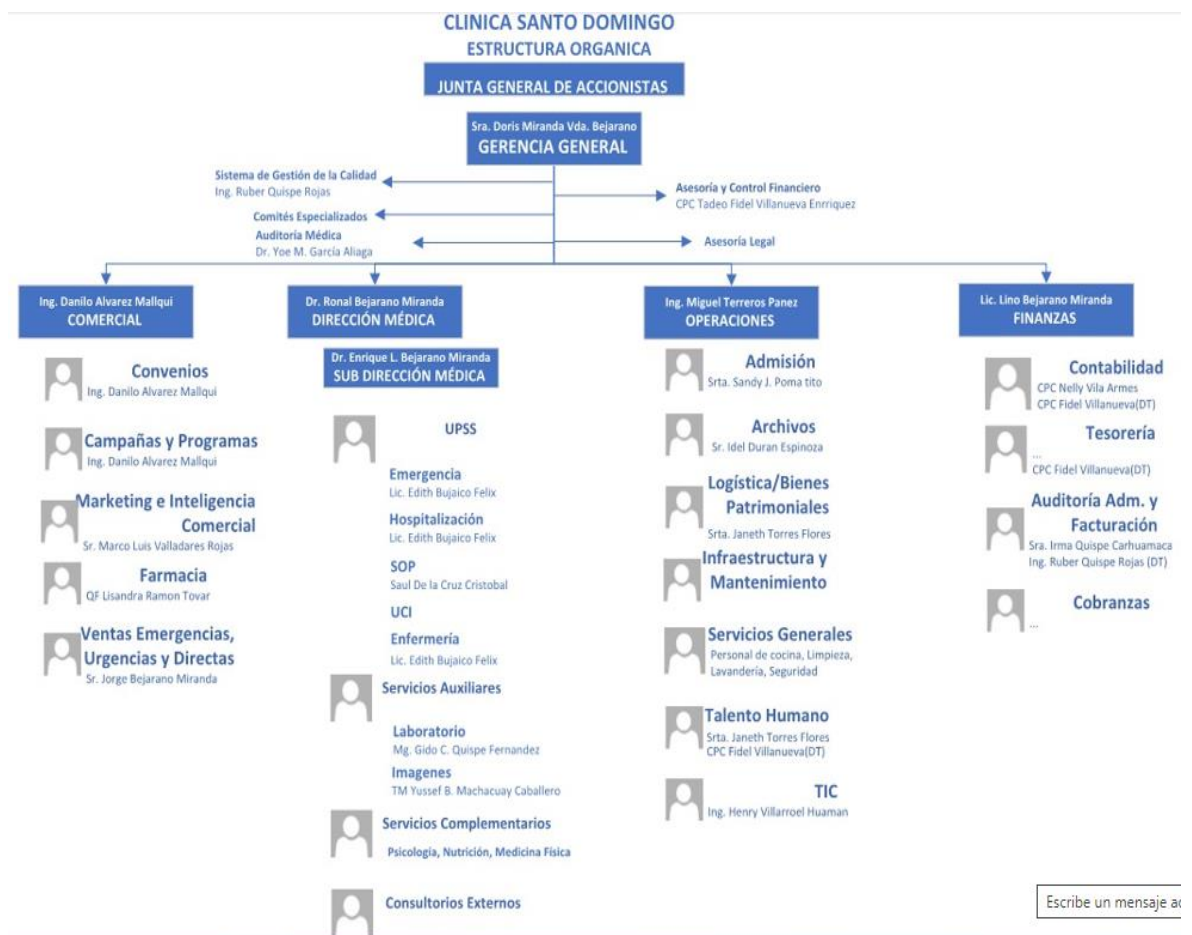 CLINICA SANTO DOMINGO
ESTRUCTURA ORGANICA
JUNTA GENERAL DE ACCIONISTAS
Sra. Doris Miranda Vda. Bejarano
GERENCIA GENERAL
Sistema de Gestión de la Calidad
Ing. Ruber Quispe Rojas
Asesoría y Control Financiero
CPC Tadeo Fidel Villanueva Enrriquez
Comités Especializados
Auditoría Médica
Dr. Yoe M. García Aliaga
Asesoría Legal
Ing. Danilo Alvarez Mallqui
COMERCIAL
Convenios
Ing. Danilo Alvarez Mallqui
Campañas y Programas
Ing. Danilo Alvarez Mallqui
Marketing e Inteligencia
Comercial
Sr. Marco Luis Valladares Rojas
Farmacia
QF Lisandra Ramon Tovar
Ventas Emergencias,
Urgencias y Directas
Sr. Jorge Bejarano Miranda
Dr. Ronal Bejarano Miranda
DIRECCIÓN MÉDICA
Dr. Enrique L. Bejarano Miranda
SUB DIRECCIÓN MÉDICA
UPSS
Emergencia
Lic. Edith Bujaico Felix
Hospitalización
Lic. Edith Bujaico Felix
SOP
Saul De la Cruz Cristobal
UCI
Enfermería
Lic. Edith Bujaico Felix
Servicios Auxiliares
Laboratorio
Mg. Gido C. Quispe Fernandez
Imagenes
TM Yussef B. Machacuay Caballero
Servicios Complementarios
Psicología, Nutrición, Medicina Física
Consultorios Externos
Ing. Miguel Terreros Panez
OPERACIONES
Admisión
Srta. Sandy J. Poma tito
Archivos
Sr. Idel Duran Espinoza
Logística/Bienes
Patrimoniales
Srta. Janeth Torres Flores
Infraestructura y
Mantenimiento
Servicios Generales
Personal de cocina, Limpieza,
Lavandería, Seguridad
Talento Humano
Srta. Janeth Torres Flores
CPC Fidel Villanueva(DT)
TIC
Ing. Henry Villarroel Huaman
Lic. Lino Bejarano Miranda
FINANZAS
Contabilidad
CPC Nelly Vila Armes
CPC Fidel Villanueva(DT)
Tesorería
...
CPC Fidel Villanueva(DT)
Auditoría Adm. y
Facturación
Sra. Irma Quispe Carhuamaca
Ing. Ruber Quispe Rojas (DT)
Cobranzas
...
Escribe un mensaje